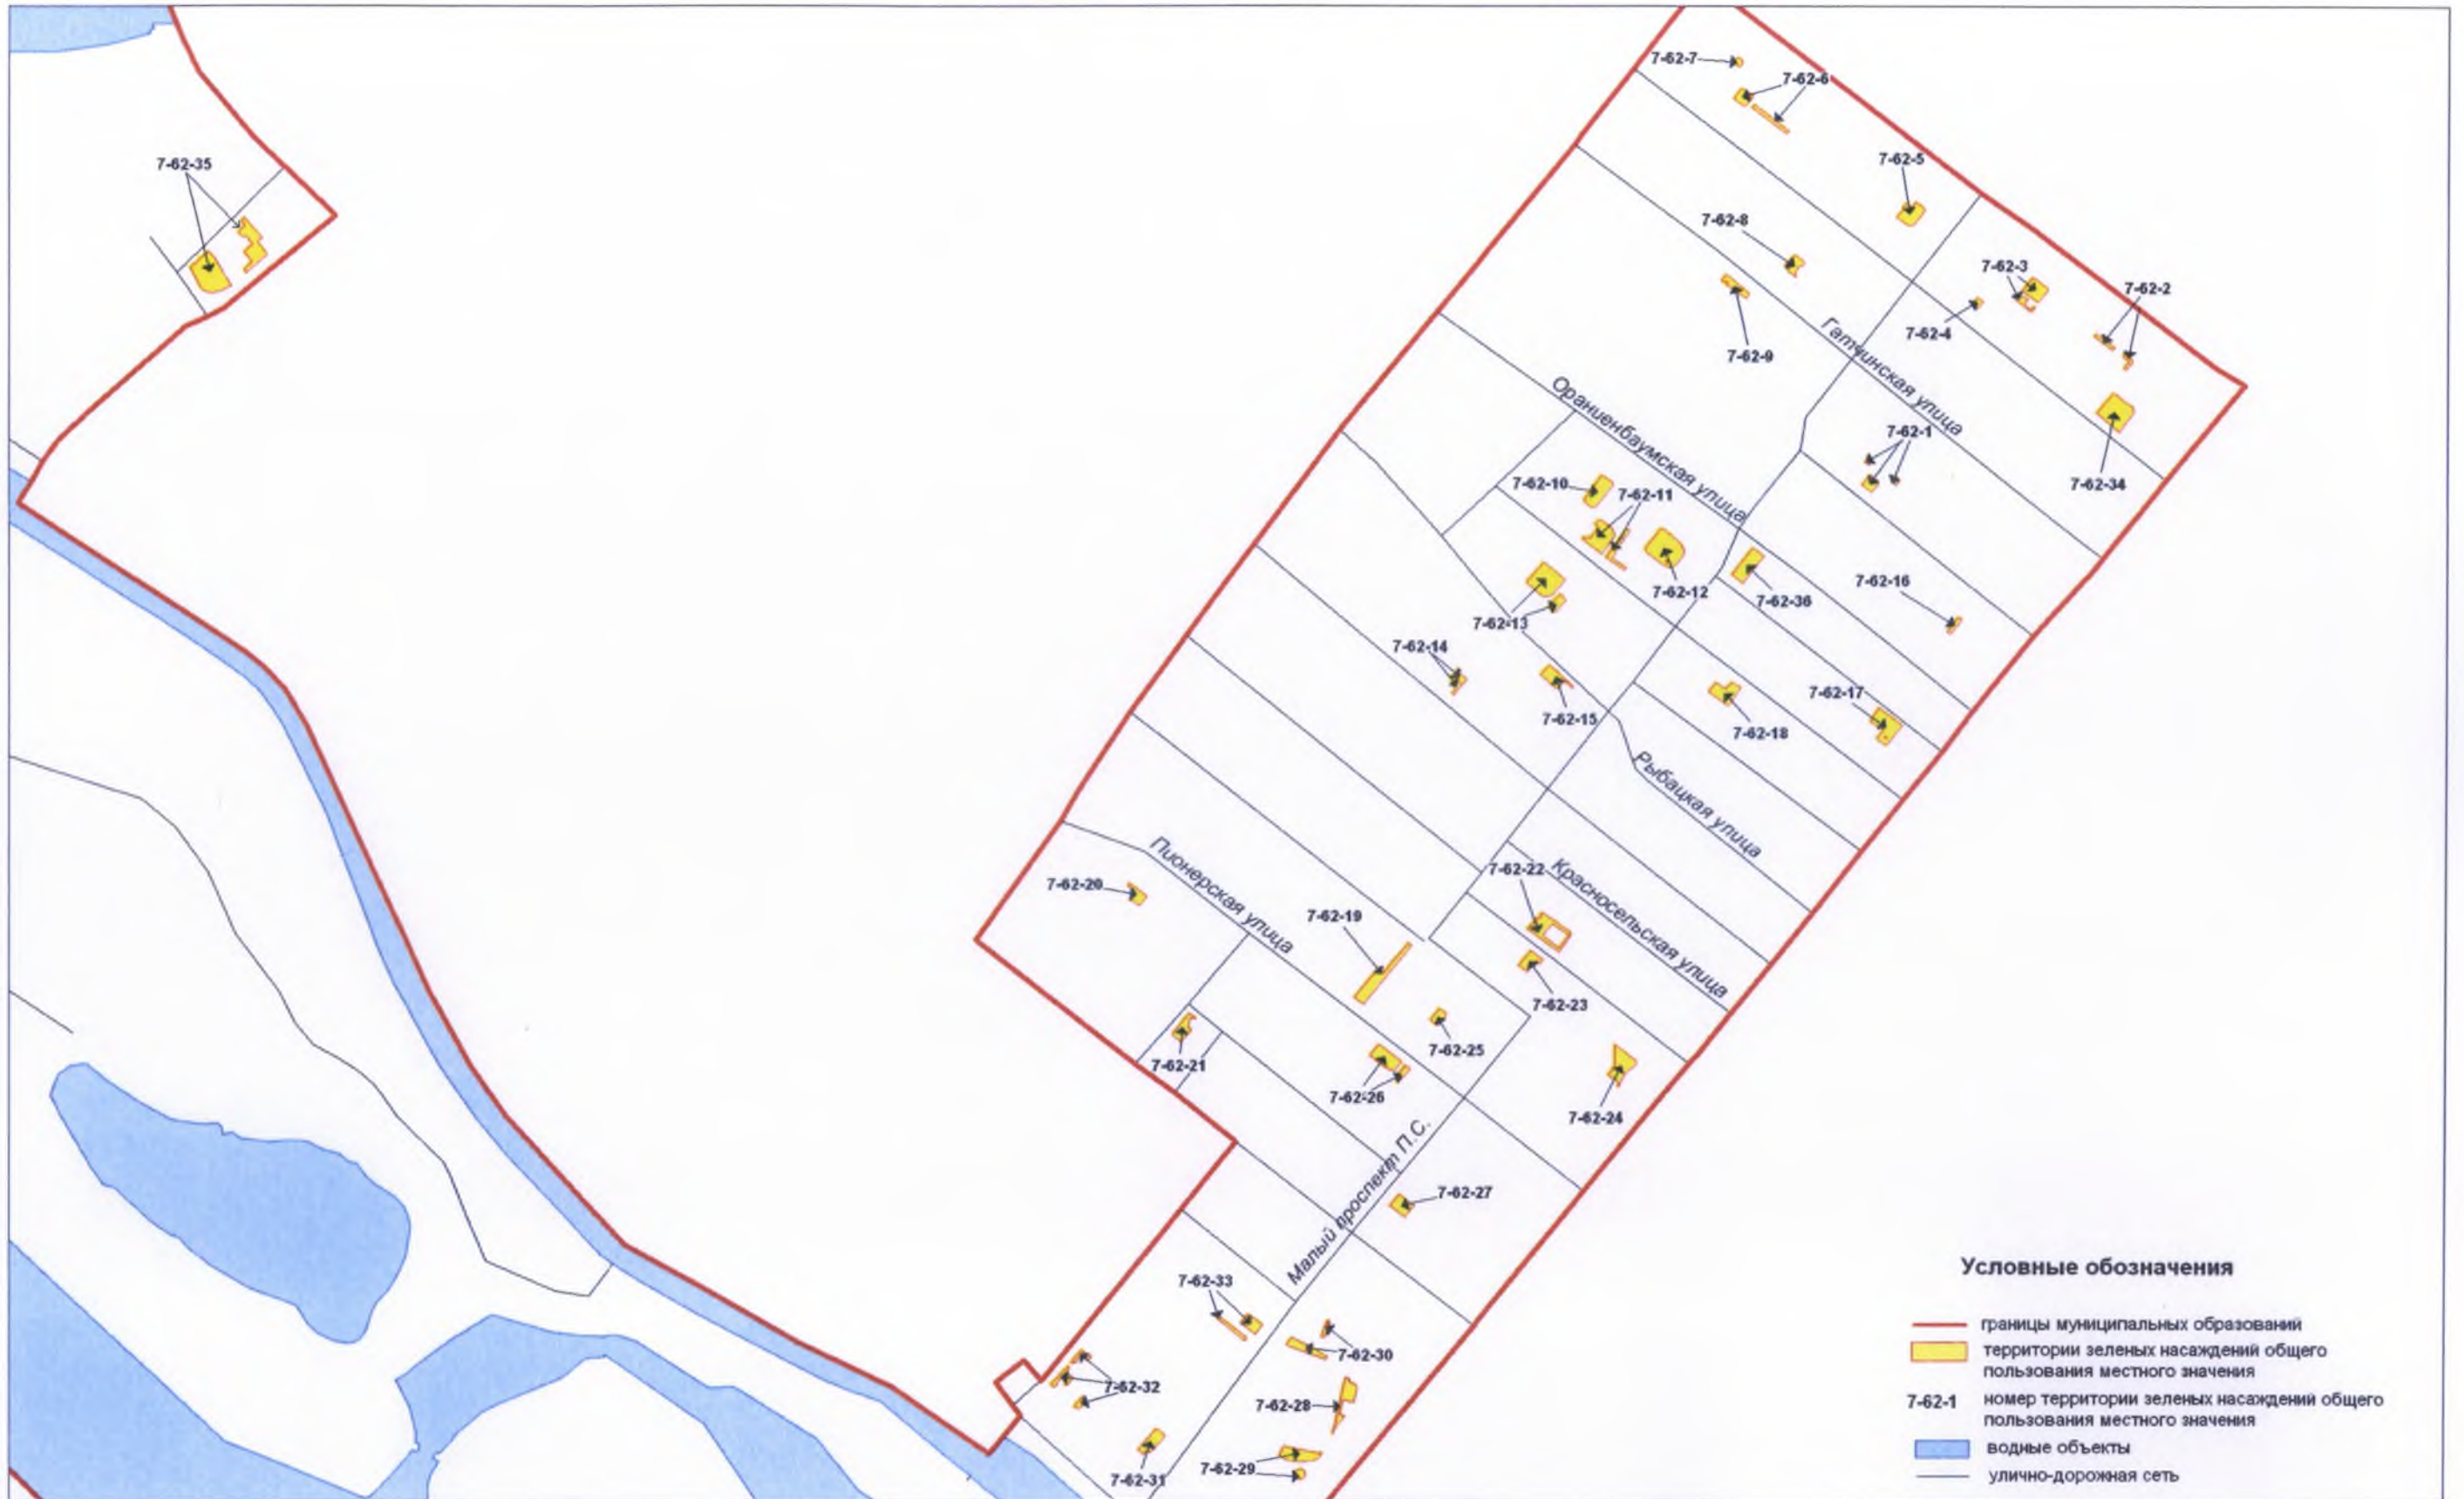 7-62-7
7-62-6
7-62-5
7-62-35
7-62-8
7-62-3
7-62-2
7-62-4
7-62-9
Гатчинская улица
Ораниенбаумская улица
7-62-1
7-62-34
7-62-10
7-62-11
7-62-12
7-62-36
7-62-16
7-62-13
7-62-14
7-62-15
7-62-17
7-62-18
Рыбацкая улица
Пионерская улица
7-62-22
Красносельская улица
7-62-20
7-62-19
7-62-23
7-62-25
7-62-21
7-62-26
7-62-24
Малый проспект П.С.
7-62-27
7-62-33
7-62-30
7-62-32
7-62-28
7-62-29
7-62-31
Условные обозначения
границы муниципальных образований
территории зеленых насаждений общего
пользования местного значения
7-62-1
номер территории зеленых насаждений общего
пользования местного значения
водные объекты
улично-дорожная сеть